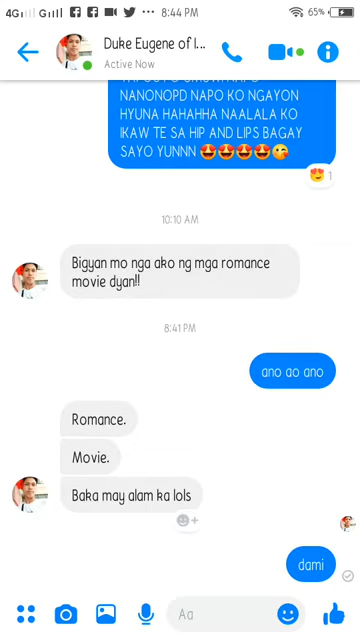 4G 8:44 PM 65%
Duke Eugene of I...
Active Now
NANONOPD NAPO KO NGAYON
HYUNA HAHAHHA NAALALA KO
IKAW TE SA HIP AND LIPS BAGAY
SAYO YUNNN 😍😍😍😍😘
😍 1
10:10 AM
Bigyan mo nga ako ng mga romance
movie dyan!!
8:41 PM
ano ao ano
Romance.
Movie.
Baka may alam ka lols
dami
Aa